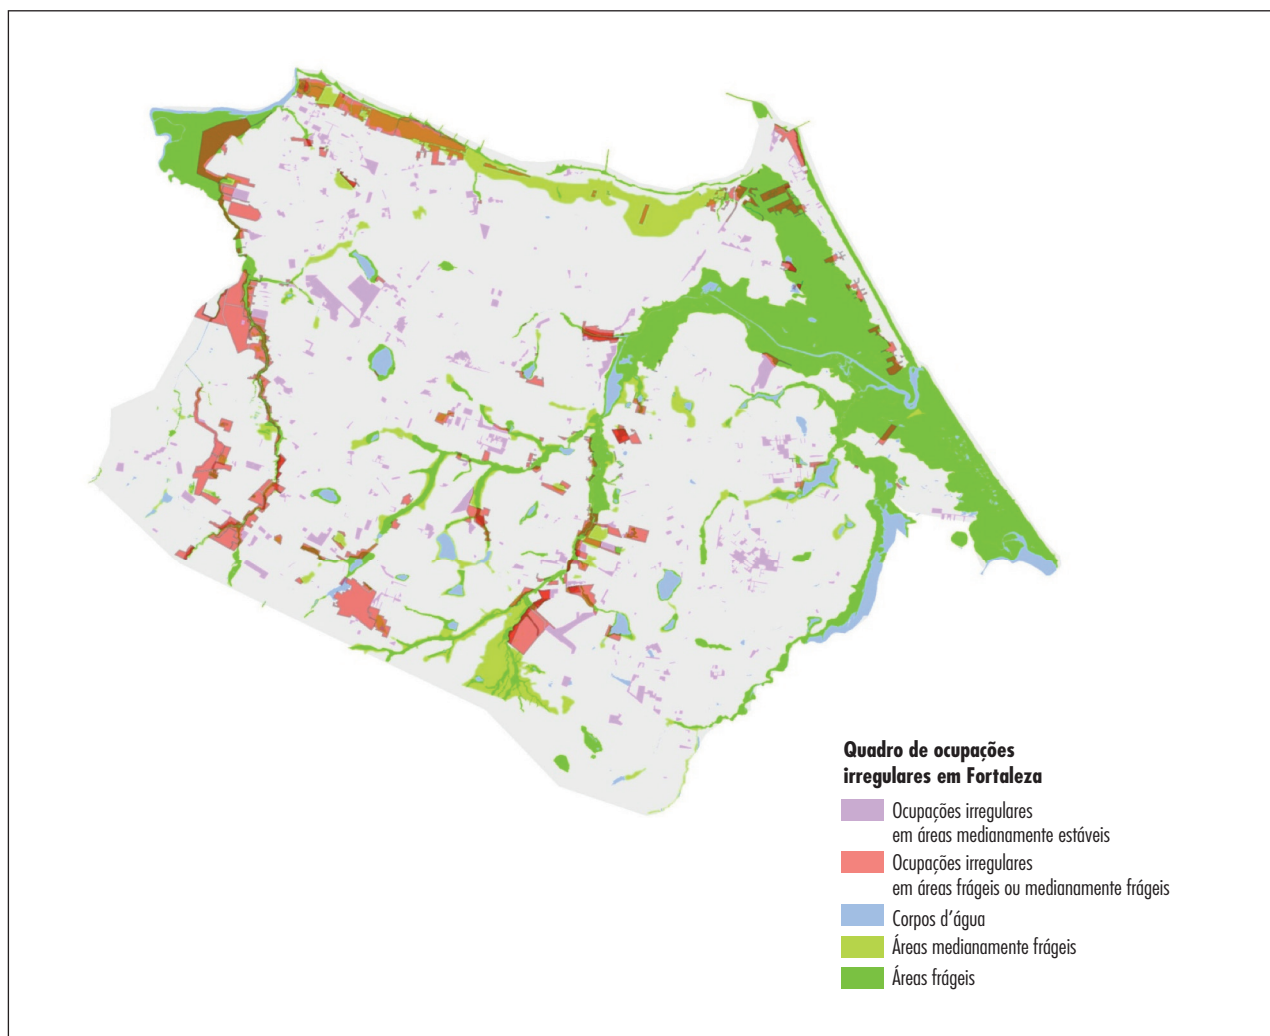 Quadro de ocupações
irregulares em Fortaleza
Ocupações irregulares
em áreas medianamente estáveis
Ocupações irregulares
em áreas frágeis ou medianamente frágeis
Corpos d'água
Áreas medianamente frágeis
Áreas frágeis